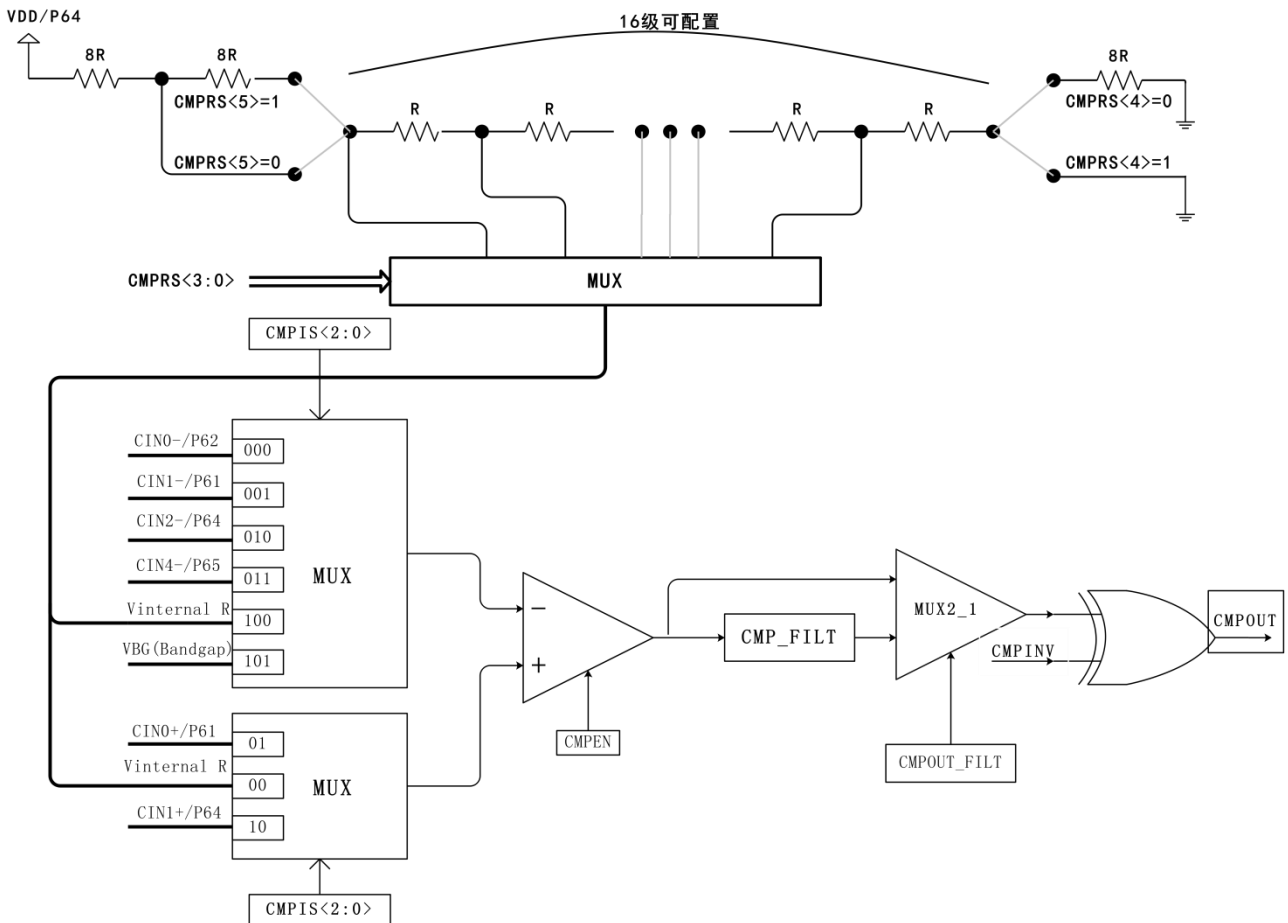 VDD/P64
16级可配置
8R
8R
8R
CMPRS<5>=1
CMPRS<4>=0
R
R
R
R
CMPRS<5>=0
CMPRS<4>=1
CMPRS<3:0>
MUX
CMPIS<2:0>
CIN0-/P62
000
CIN1-/P61
001
CIN2-/P64
010
CIN4-/P65
011
MUX
Vinternal R
100
VBG(Bandgap)
101
−
+
CMPEN
CMP_FILT
MUX2_1
CMPOUT_FILT
CMPINV
CMPOUT
CIN0+/P61
01
Vinternal R
00
MUX
CIN1+/P64
10
CMPIS<2:0>